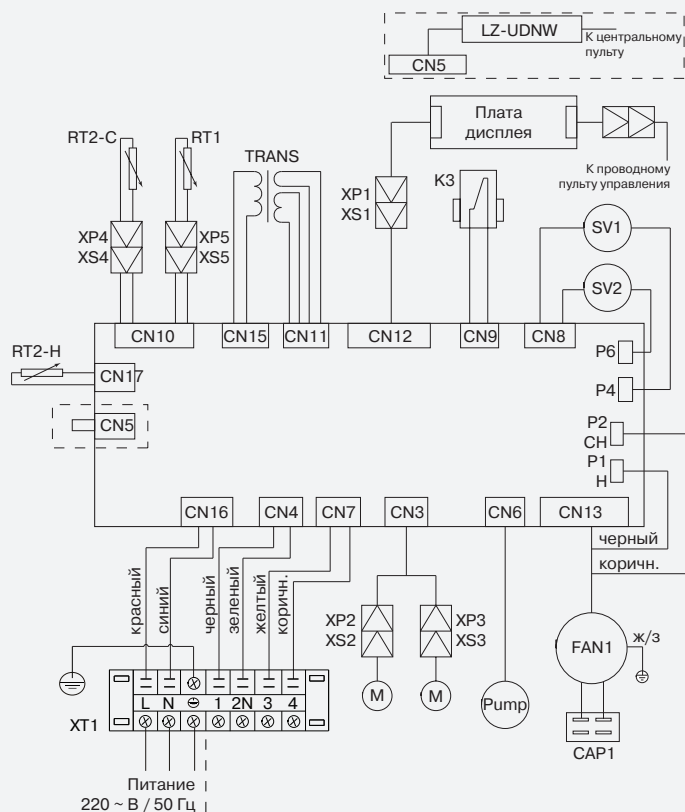 LZ-UDNW
К центральному
пульту
CN5
Плата
дисплея
RT2-C
RT1
TRANS
XP1
XS1
K3
К проводному
пульту управления
XP4
XS4
XP5
XS5
SV1
SV2
CN10
CN15
CN11
CN12
CN9
CN8
P6
RT2-H
CN17
P4
CN5
P2
CH
P1
H
CN16
CN4
CN7
CN3
CN6
CN13
черный
коричн.
красный
синий
черный
зеленый
желтый
коричн.
XP2
XS2
XP3
XS3
FAN1
ж/з
M
M
Pump
L N 1 2N 3 4
XT1
CAP1
Питание
220 ~ В / 50 Гц